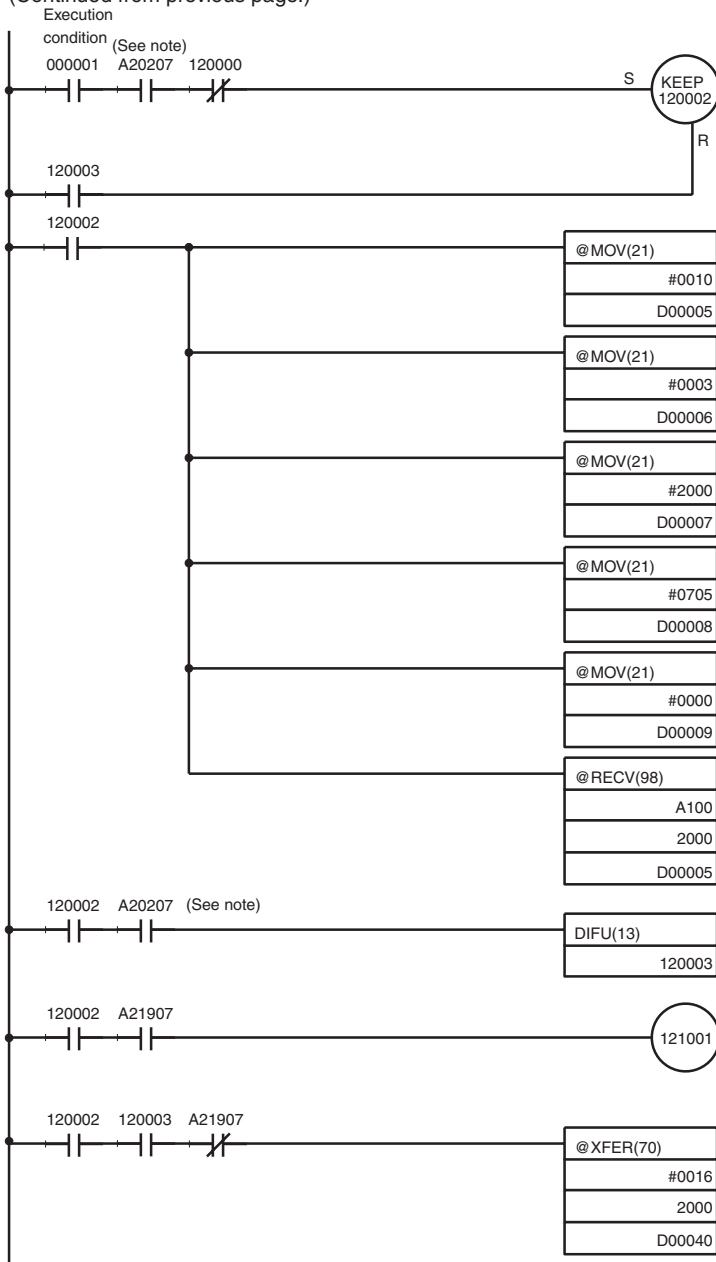 (Continued from previous page.)
Execution
condition (See note)
000001 A20207 120000
S KEEP
120002
R
120003
120002
@MOV(21)
#0010
D00005
@MOV(21)
#0003
D00006
@MOV(21)
#2000
D00007
@MOV(21)
#0705
D00008
@MOV(21)
#0000
D00009
@RECV(98)
A100
2000
D00005
120002 A20207 (See note)
DIFU(13)
120003
120002 A21907
121001
120002 120003 A21907
@XFER(70)
#0016
2000
D00040